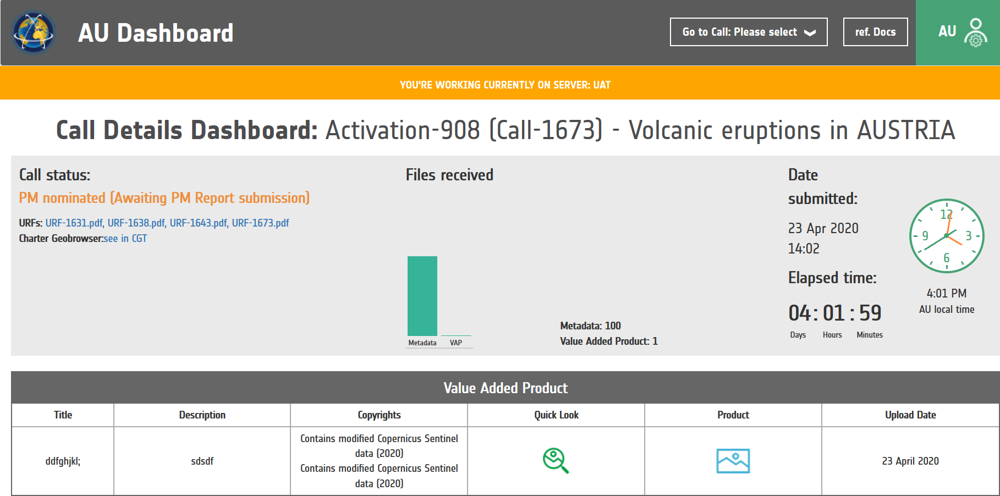 AU Dashboard
Go to Call: Please select
ref. Docs
AU
YOU'RE WORKING CURRENTLY ON SERVER: UAT
Call Details Dashboard: Activation-908 (Call-1673) - Volcanic eruptions in AUSTRIA
Call status:
PM nominated (Awaiting PM Report submission)
URFs: URF-1631.pdf, URF-1638.pdf, URF-1643.pdf, URF-1673.pdf
Charter Geobrowser:see in CGT
Files received
Metadata VAP
Metadata: 100
Value Added Product: 1
Date
submitted:
23 Apr 2020
14:02
Elapsed time:
04: 01 : 59
Days Hours Minutes
12
9 3
6
4:01 PM
AU local time
Value Added Product
Title Description Copyrights Quick Look Product Upload Date
ddfghjkl;
sdsdf
Contains modified Copernicus Sentinel
data (2020)
Contains modified Copernicus Sentinel
data (2020)
23 April 2020